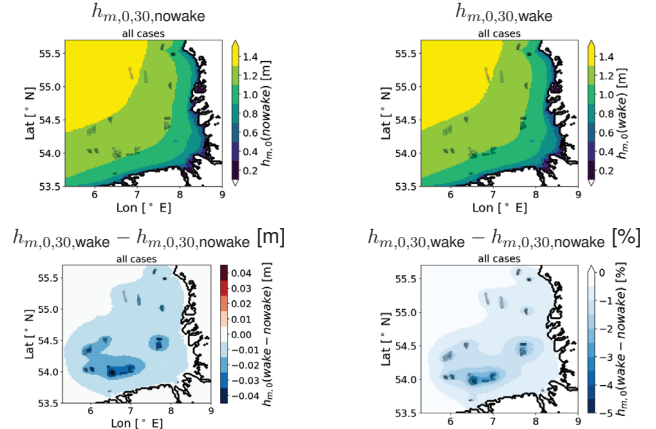 h_{m,0,30,nowake}
all cases
55.5
55.0
54.5
54.0
53.5
Lat [° N]
6 7 8 9
Lon [° E]
1.4
1.2
1.0
0.8
0.6
0.4
0.2
h_{m,0}(nowake) [m]
h_{m,0,30,wake}
all cases
55.5
55.0
54.5
54.0
53.5
Lat [° N]
6 7 8 9
Lon [° E]
1.4
1.2
1.0
0.8
0.6
0.4
0.2
h_{m,0}(wake) [m]
h_{m,0,30,wake} − h_{m,0,30,nowake} [m]
all cases
55.5
55.0
54.5
54.0
53.5
Lat [° N]
6 7 8 9
Lon [° E]
0.04
0.03
0.02
0.01
0.00
−0.01
−0.02
−0.03
−0.04
h_{m,0}(wake − nowake) [m]
h_{m,0,30,wake} − h_{m,0,30,nowake} [%]
all cases
55.5
55.0
54.5
54.0
53.5
Lat [° N]
6 7 8 9
Lon [° E]
0
−1
−2
−3
−4
−5
h_{m,0}(wake − nowake) [%]